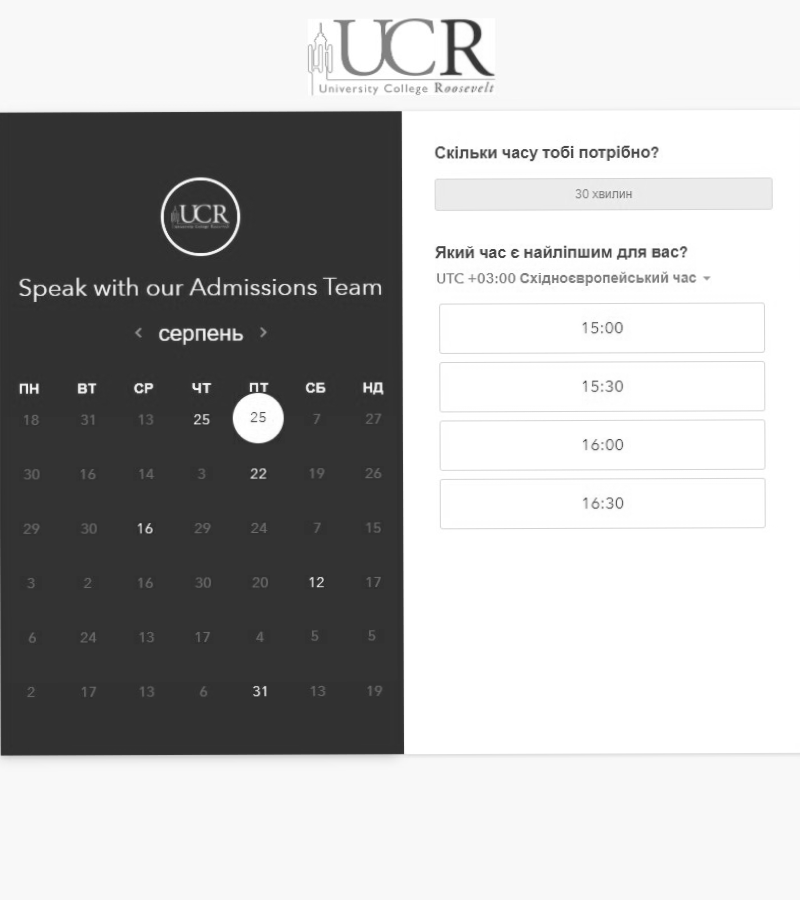 UCR
University College Roosevelt
UCR
Speak with our Admissions Team
серпень
ПН ВТ СР ЧТ ПТ СБ НД
18 31 13 25 25 7 27
30 16 14 3 22 19 26
29 30 16 29 24 7 15
3 2 16 30 20 12 17
6 24 13 17 4 5 5
2 17 13 6 31 13 19
Скільки часу тобі потрібно?
30 хвилин
Який час є найліпшим для вас?
UTC +03:00 Східноєвропейський час
15:00
15:30
16:00
16:30